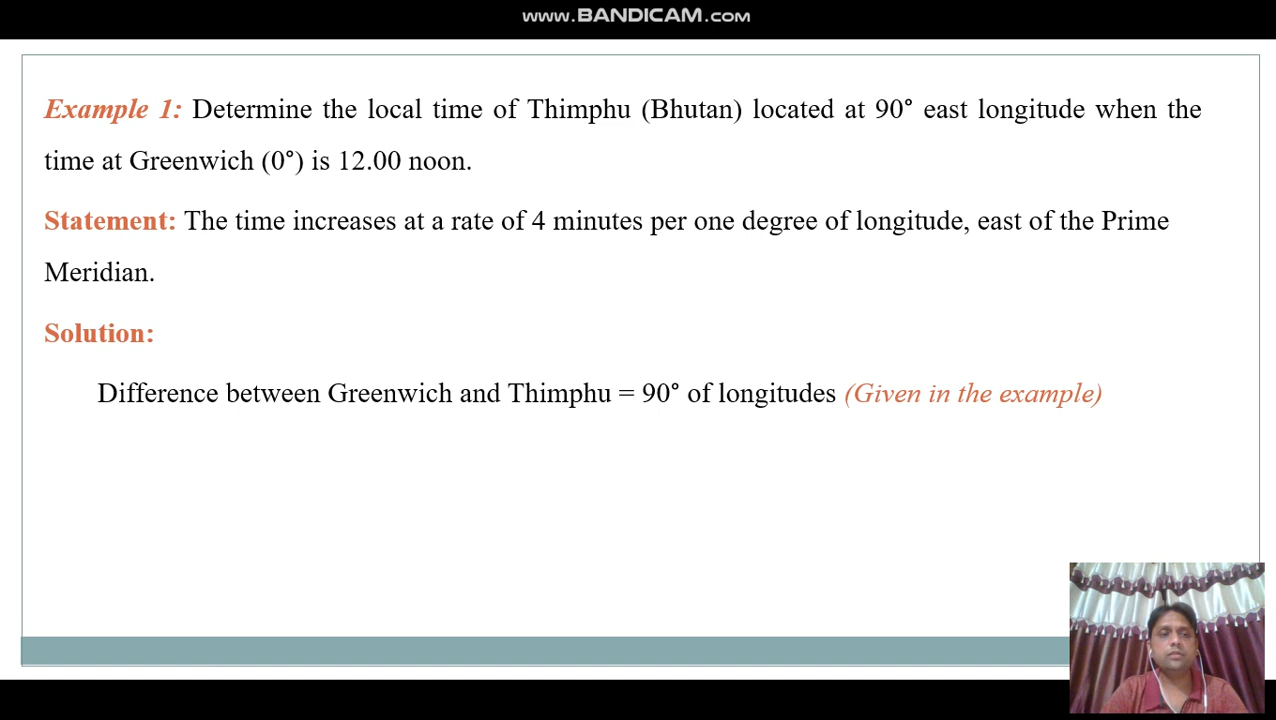 www.BANDICAM.com
Example 1: Determine the local time of Thimphu (Bhutan) located at 90° east longitude when the
time at Greenwich (0°) is 12.00 noon.
Statement: The time increases at a rate of 4 minutes per one degree of longitude, east of the Prime
Meridian.
Solution:
Difference between Greenwich and Thimphu = 90° of longitudes (Given in the example)